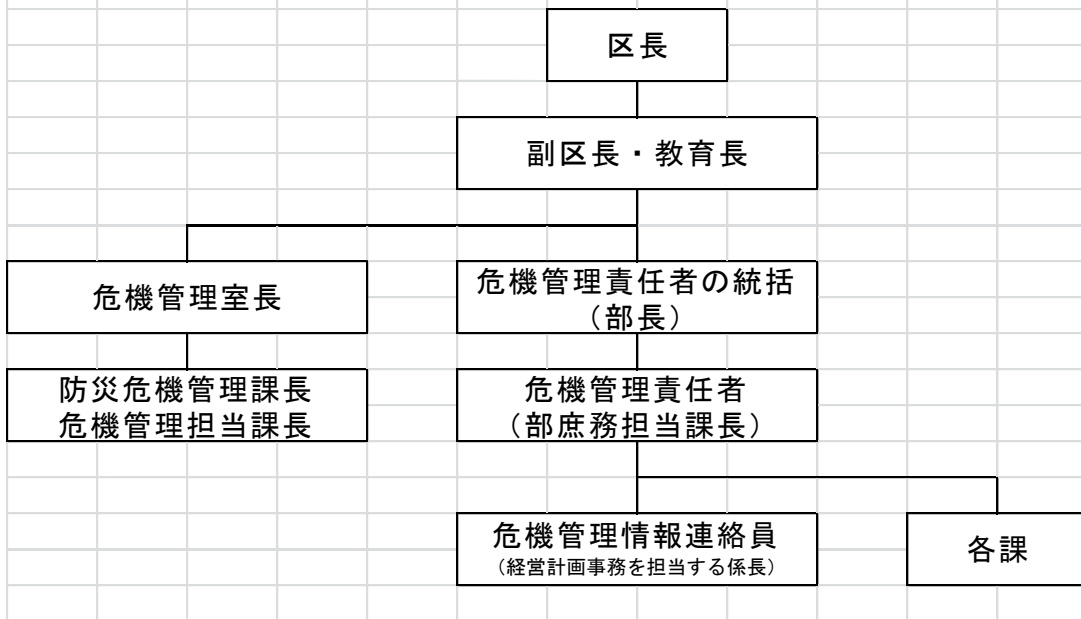 区長
副区長・教育長
危機管理室長
危機管理責任者の統括
（部長）
防災危機管理課長
危機管理担当課長
危機管理責任者
（部庶務担当課長）
危機管理情報連絡員
（経営計画事務を担当する係長）
各課